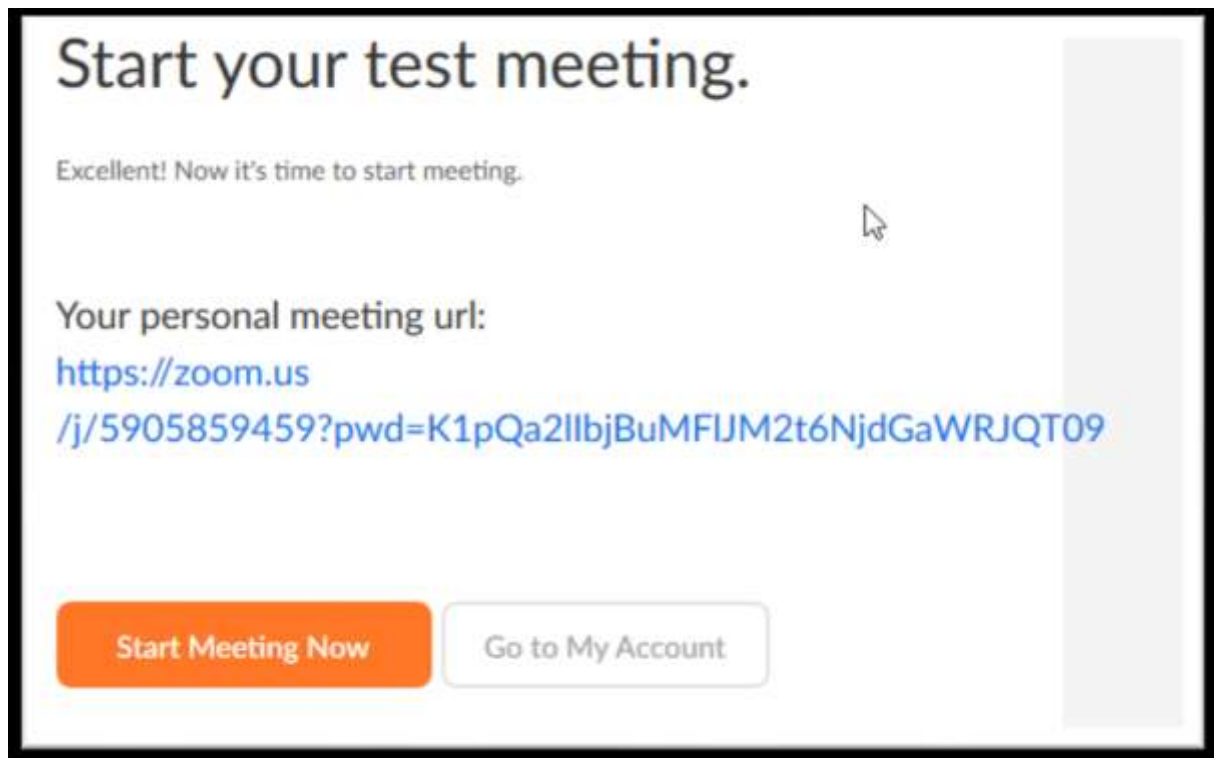 Start your test meeting.
Excellent! Now it's time to start meeting.
Your personal meeting url:
https://zoom.us
/j/5905859459?pwd=K1pQa2lIbjBuMFlJM2t6NjdGaWRJQT09
Start Meeting Now
Go to My Account